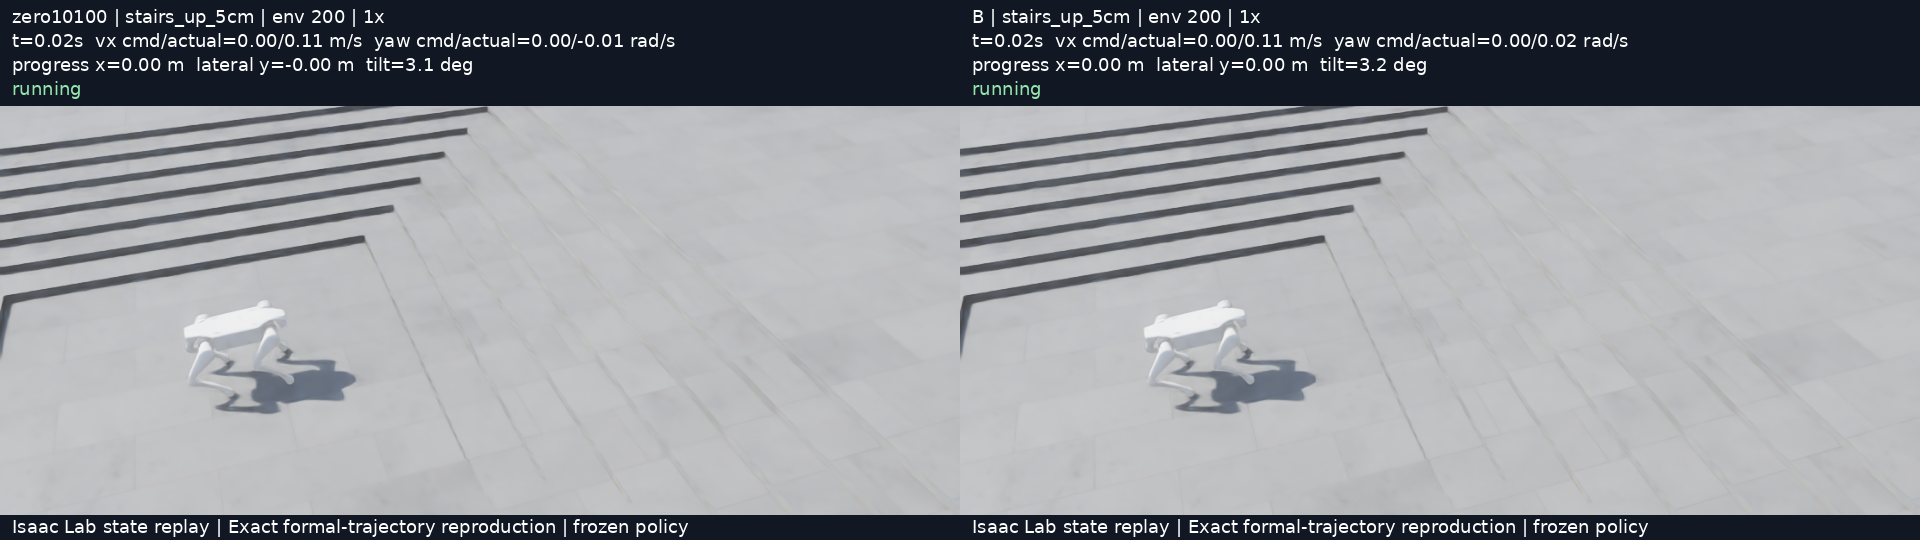 zero10100 | stairs_up_5cm | env 200 | 1x
t=0.02s  vx cmd/actual=0.00/0.11 m/s  yaw cmd/actual=0.00/-0.01 rad/s
progress x=0.00 m  lateral y=-0.00 m  tilt=3.1 deg
running
Isaac Lab state replay | Exact formal-trajectory reproduction | frozen policy
B | stairs_up_5cm | env 200 | 1x
t=0.02s  vx cmd/actual=0.00/0.11 m/s  yaw cmd/actual=0.00/0.02 rad/s
progress x=0.00 m  lateral y=0.00 m  tilt=3.2 deg
running
Isaac Lab state replay | Exact formal-trajectory reproduction | frozen policy